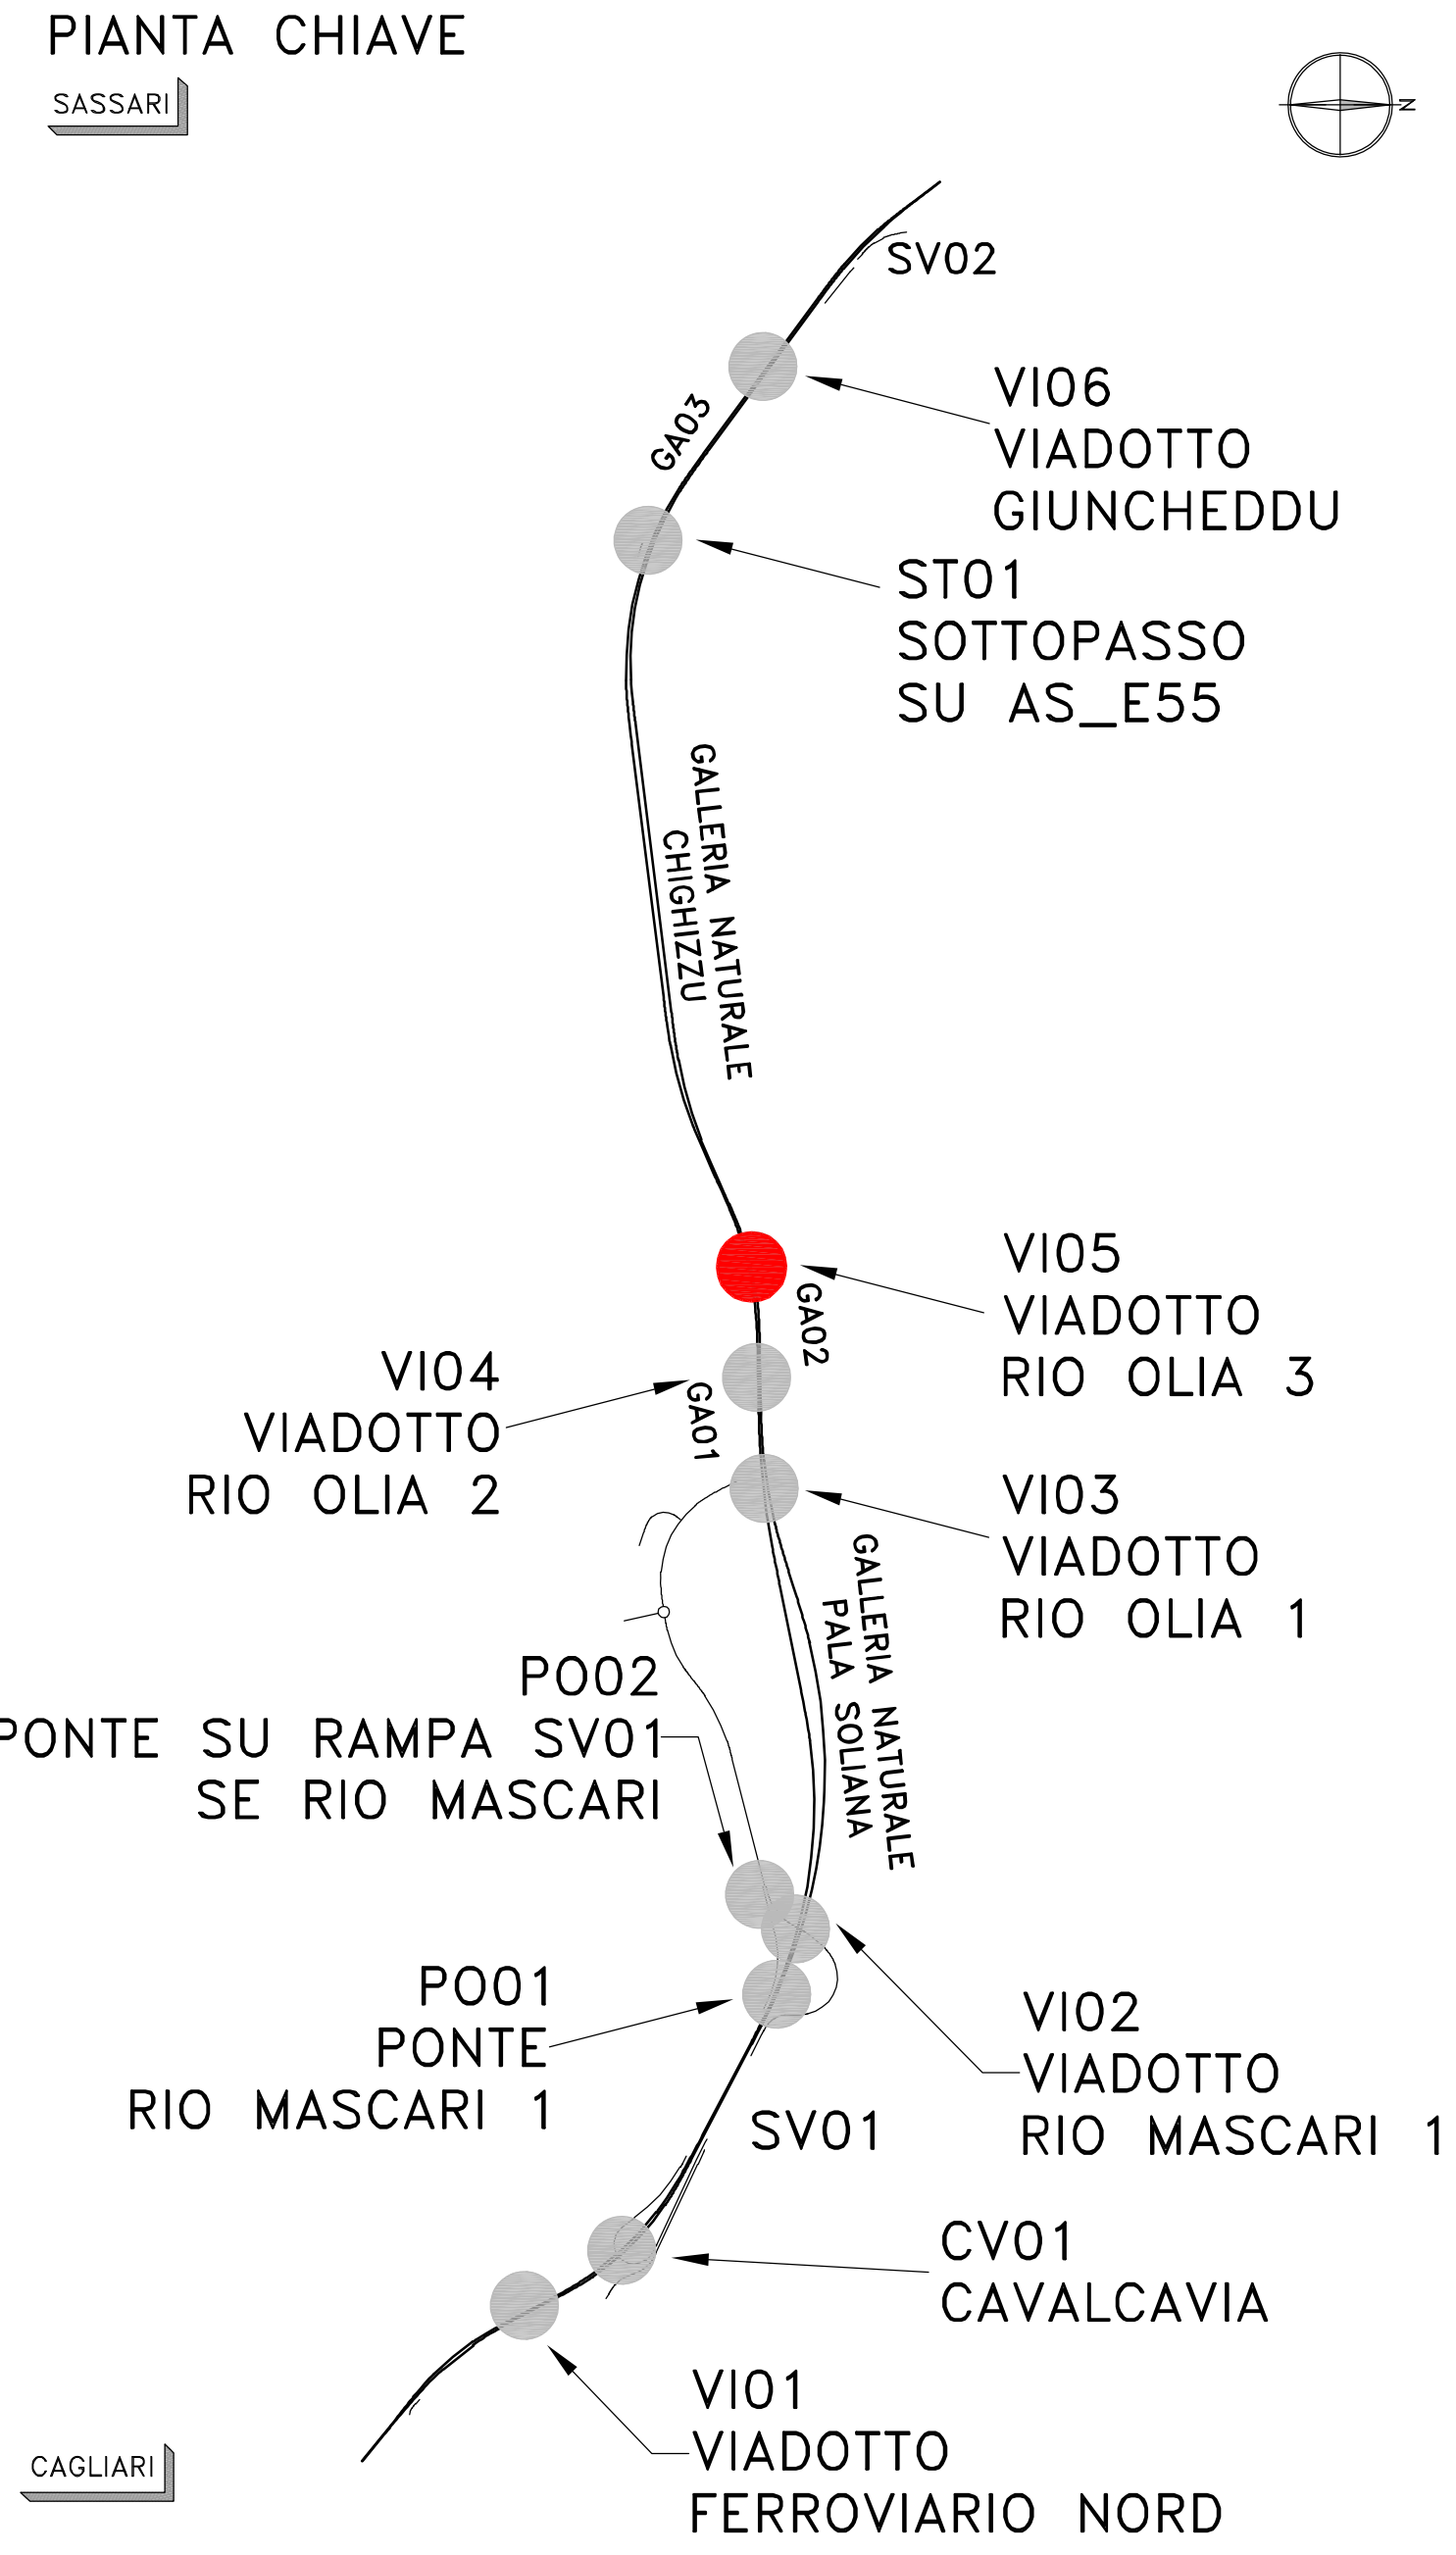 PIANTA CHIAVE
SASSARI
N
SV02
VI06
VIADOTTO
GIUNCHEDDU
GA03
ST01
SOTTOPASSO
SU AS_E55
GALLERIA NATURALE
CHIGHIZZU
VI05
VIADOTTO
RIO OLIA 3
GA02
VI04
VIADOTTO
RIO OLIA 2
GA01
VI03
VIADOTTO
RIO OLIA 1
GALLERIA NATURALE
PALA SOLIANA
PO02
PONTE SU RAMPA SV01
SE RIO MASCARI
PO01
PONTE
RIO MASCARI 1
VI02
VIADOTTO
RIO MASCARI 1
SV01
CV01
CAVALCAVIA
VI01
VIADOTTO
FERROVIARIO NORD
CAGLIARI